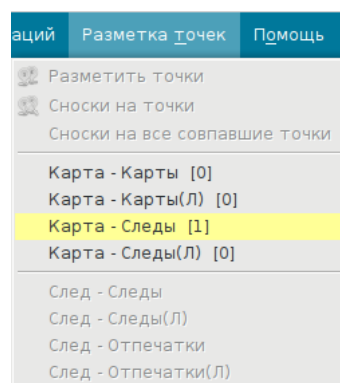 аций Разметка точек Помощь
Разметить точки
Сноски на точки
Сноски на все совпавшие точки
Карта - Карты [0]
Карта - Карты(Л) [0]
Карта - Следы [1]
Карта - Следы(Л) [0]
След - Следы
След - Следы(Л)
След - Отпечатки
След - Отпечатки(Л)